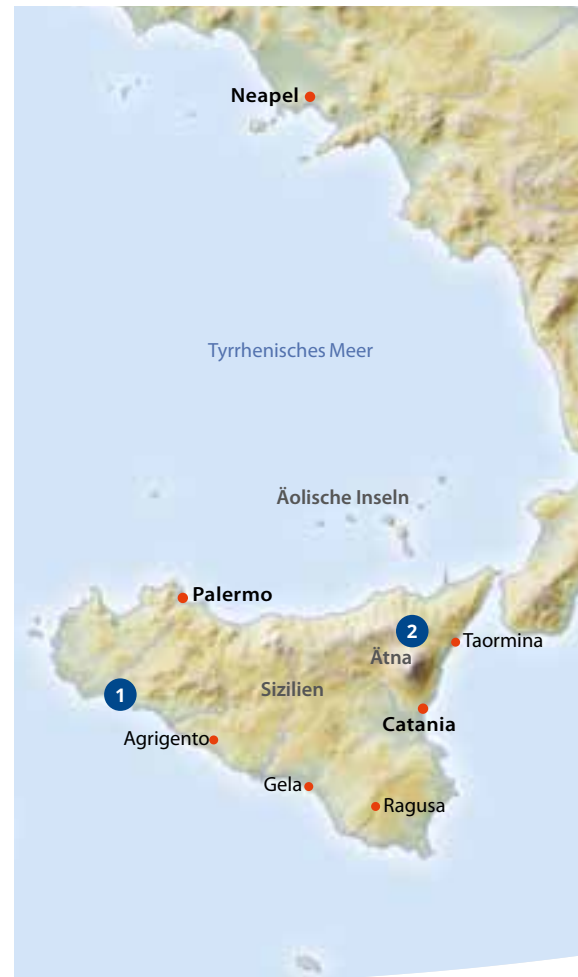 Neapel
Tyrrhenisches Meer
Äolische Inseln
Palermo
2
Taormina
Ätna
Sizilien
1
Catania
Agrigento
Gela
Ragusa